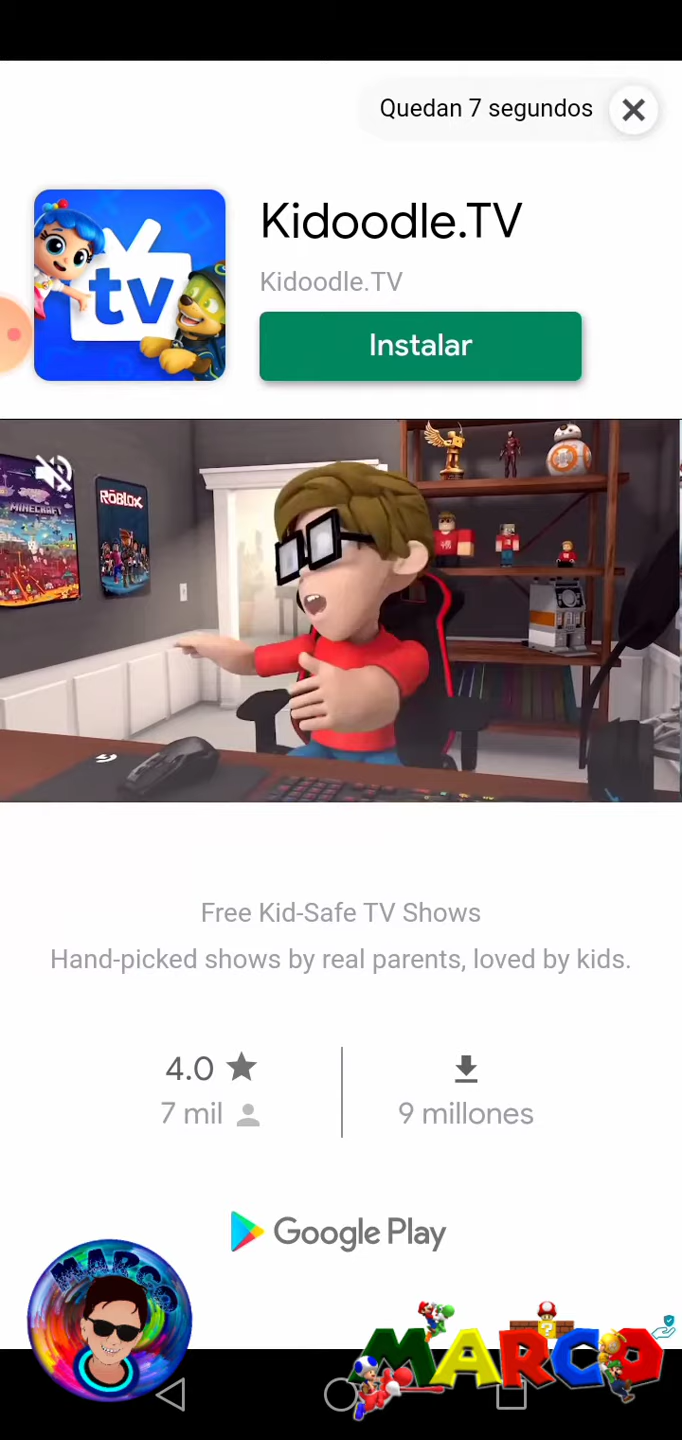 Quedan 7 segundos
Kidoodle.TV
Kidoodle.TV
Instalar
tv
MINECRAFT
ROBLOX
Free Kid-Safe TV Shows
Hand-picked shows by real parents, loved by kids.
4.0
7 mil
9 millones
Google Play
MARCO
MARCO